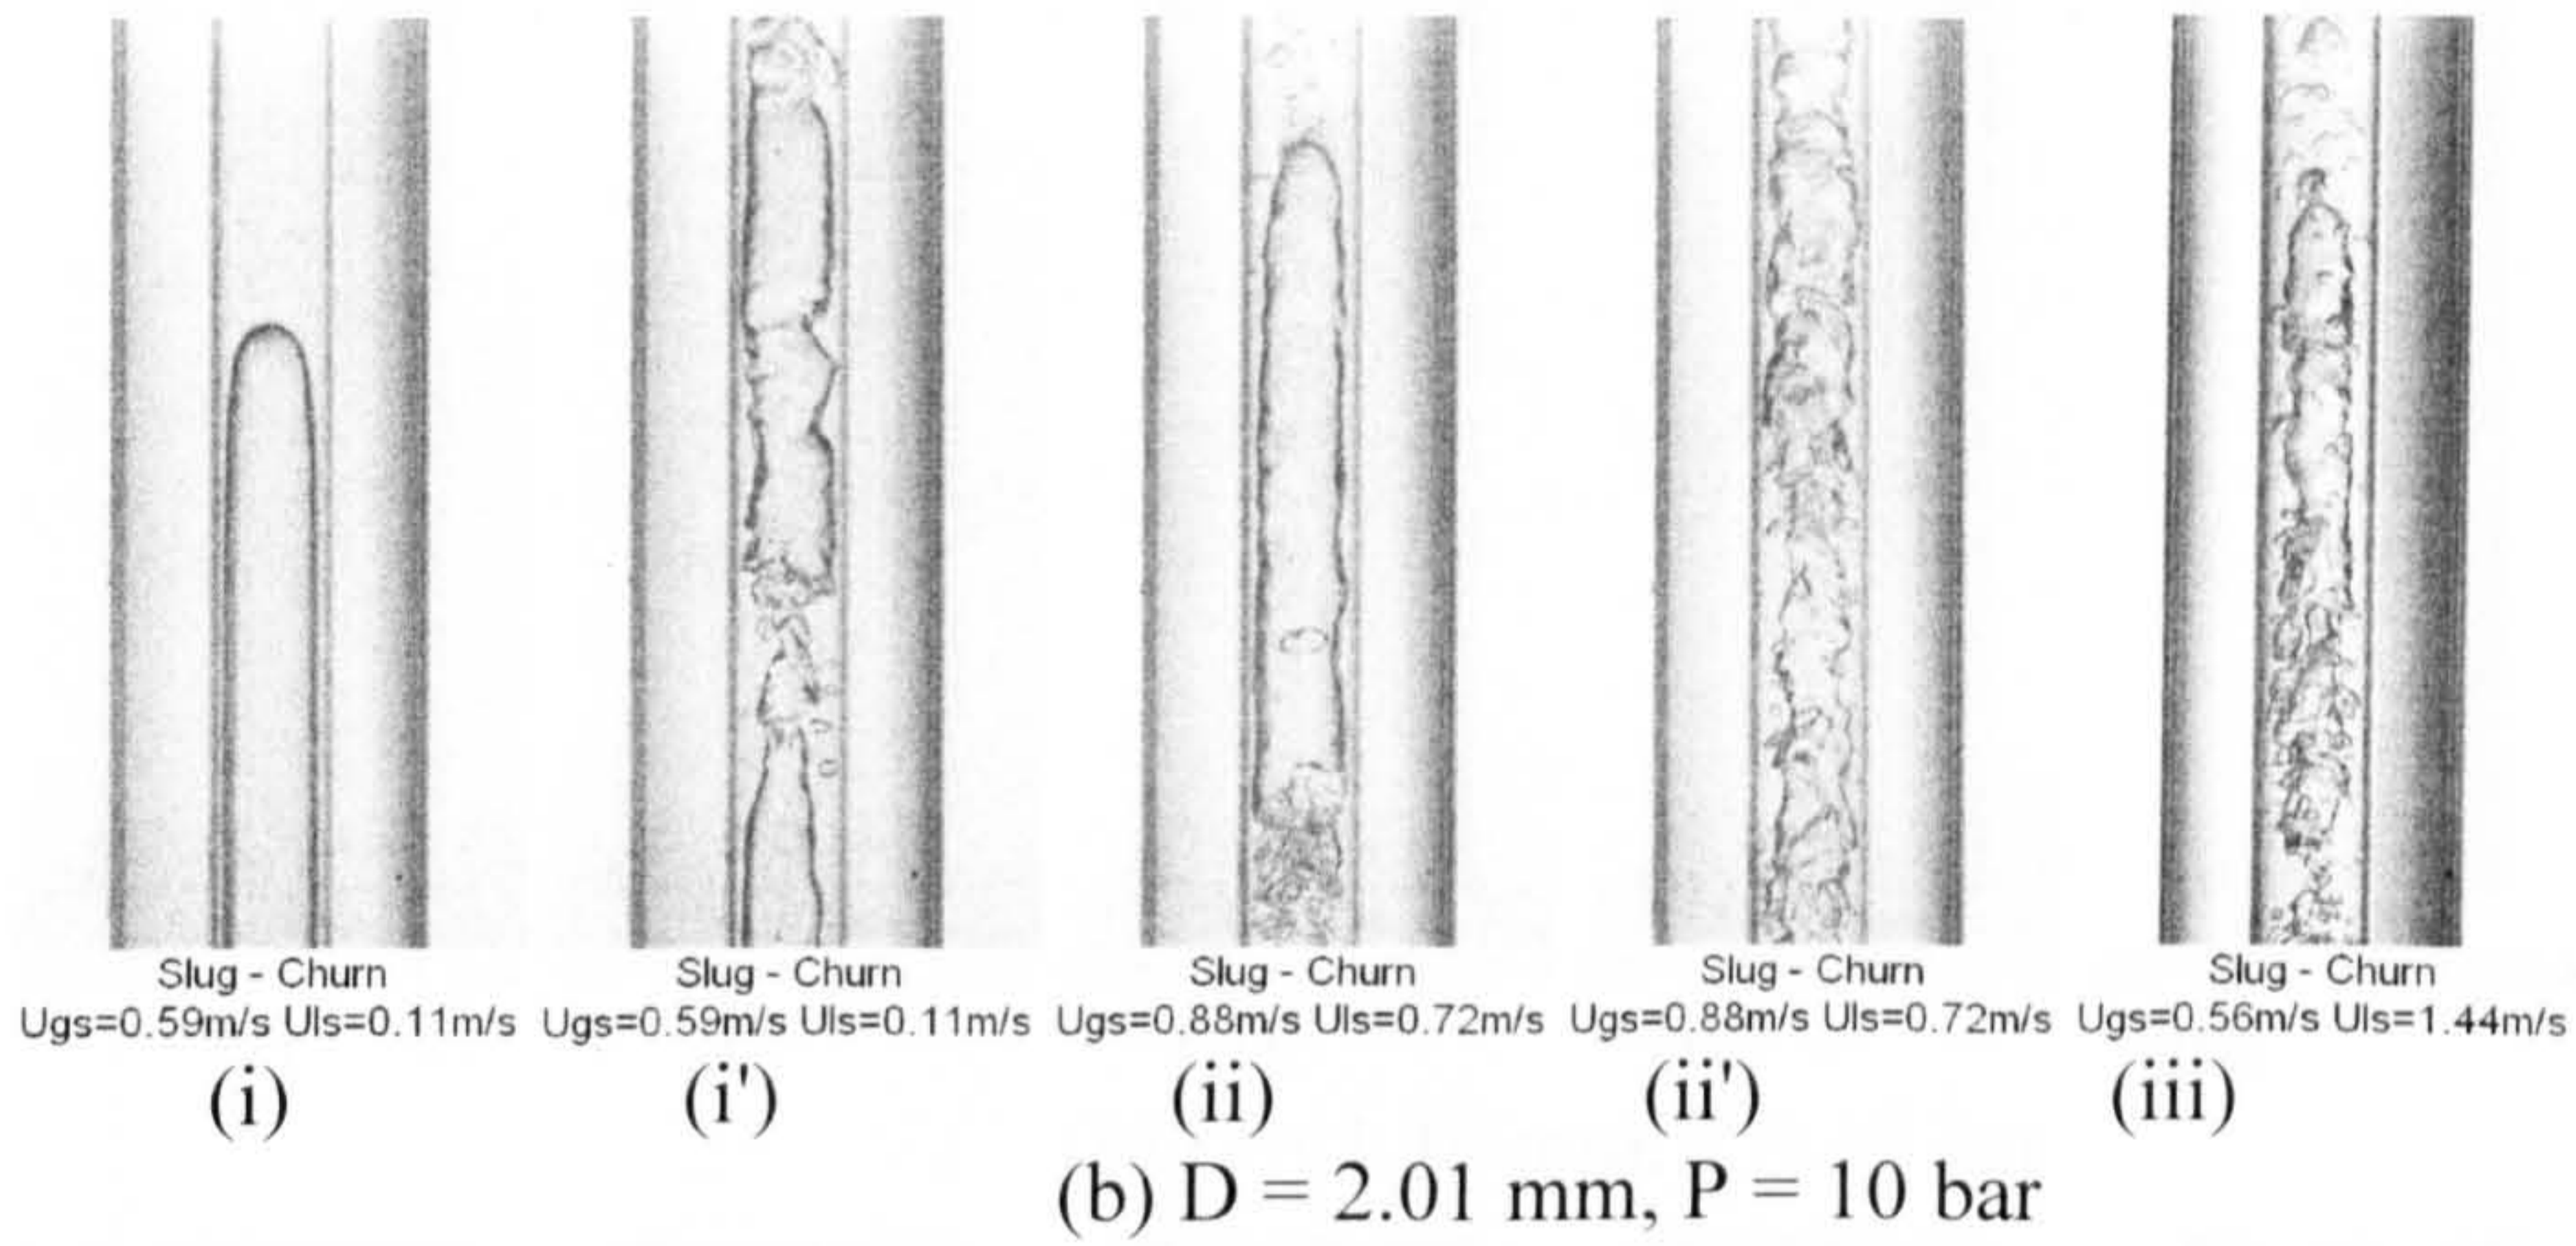 Slug - Churn
Ugs=0.59m/s Uls=0.11m/s
(i)
Slug - Churn
Ugs=0.59m/s Uls=0.11m/s
(i')
Slug - Churn
Ugs=0.88m/s Uls=0.72m/s
(ii)
Slug - Churn
Ugs=0.88m/s Uls=0.72m/s
(ii')
Slug - Churn
Ugs=0.56m/s Uls=1.44m/s
(iii)
(b) D = 2.01 mm, P = 10 bar